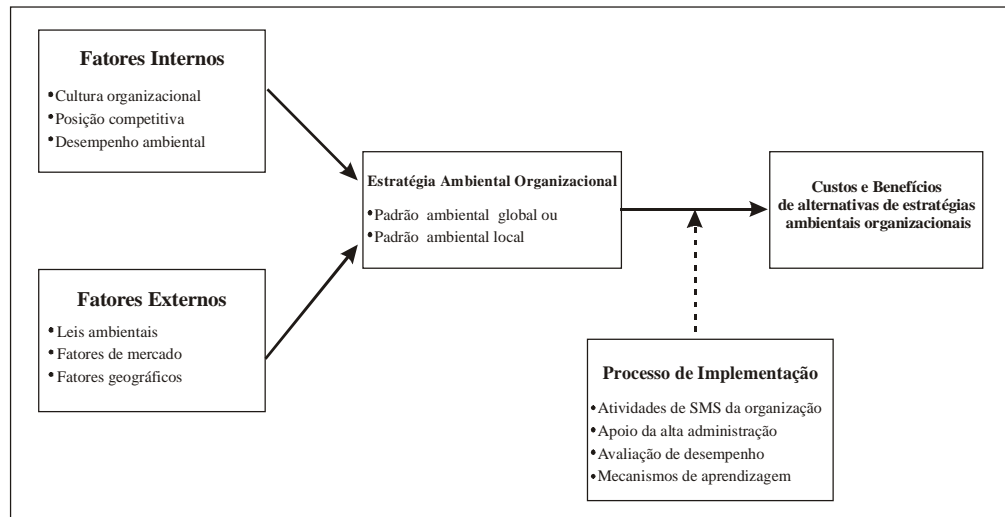 Fatores Internos
•Cultura organizacional
•Posição competitiva
•Desempenho ambiental
Estratégia Ambiental Organizacional
•Padrão ambiental global ou
•Padrão ambiental local
Custos e Benefícios
de alternativas de estratégias
ambientais organizacionais
Fatores Externos
•Leis ambientais
•Fatores de mercado
•Fatores geográficos
Processo de Implementação
•Atividades de SMS da organização
•Apoio da alta administração
•Avaliação de desempenho
•Mecanismos de aprendizagem